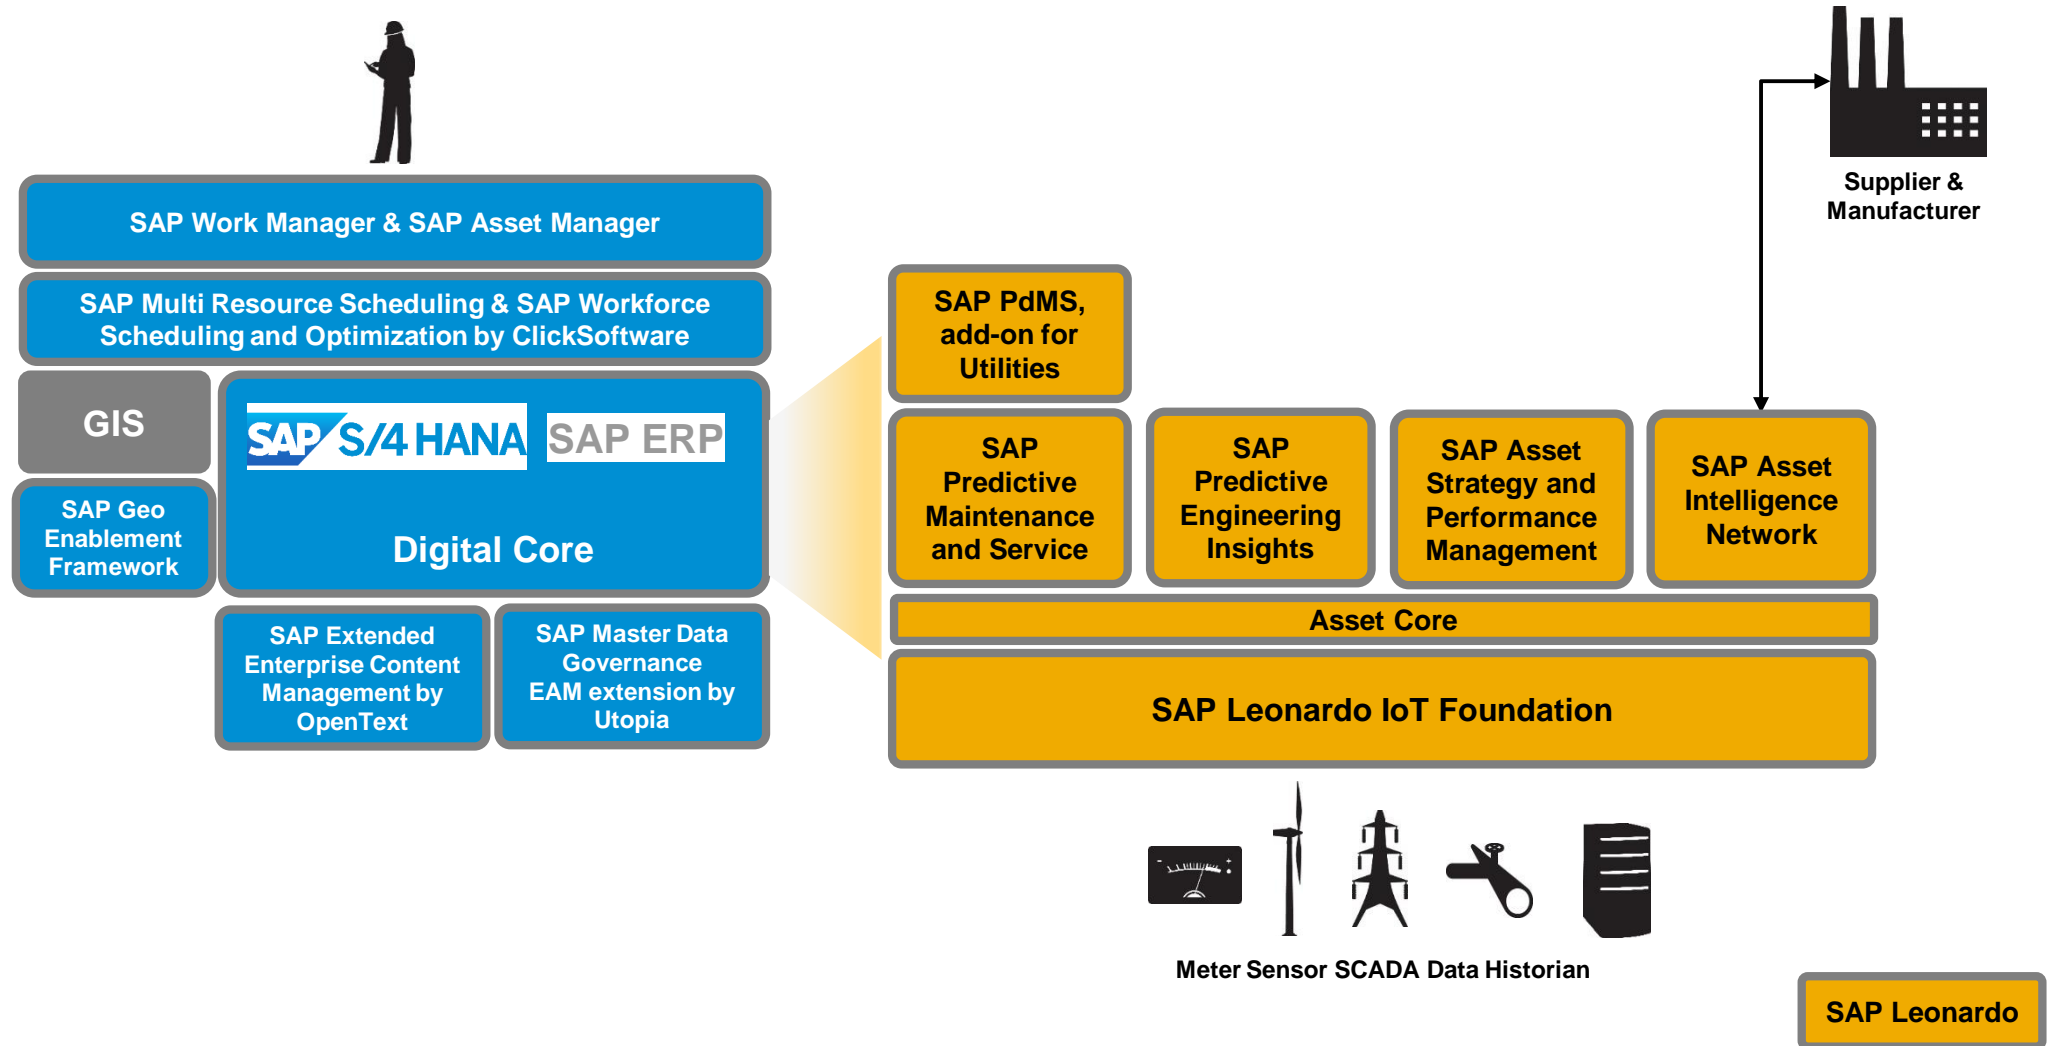 SAP Work Manager & SAP Asset Manager
SAP Multi Resource Scheduling & SAP Workforce
Scheduling and Optimization by ClickSoftware
GIS
SAP S/4 HANA
SAP ERP
Digital Core
SAP Geo
Enablement
Framework
SAP Extended
Enterprise Content
Management by
OpenText
SAP Master Data
Governance
EAM extension by
Utopia
SAP PdMS,
add-on for
Utilities
SAP
Predictive
Maintenance
and Service
SAP
Predictive
Engineering
Insights
SAP Asset
Strategy and
Performance
Management
SAP Asset
Intelligence
Network
Supplier &
Manufacturer
Asset Core
SAP Leonardo IoT Foundation
Meter Sensor SCADA Data Historian
SAP Leonardo